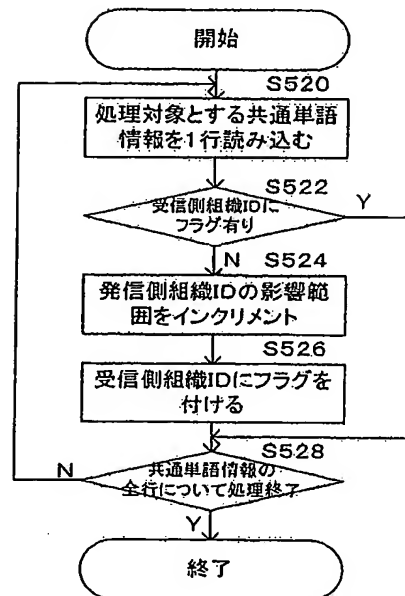 開始
S520
処理対象とする共通単語
情報を1行読み込む
S522
受信側組織IDに
フラグ有り
Y
N
S524
発信側組織IDの影響範
囲をインクリメント
S526
受信側組織IDにフラグを
付ける
S528
N
共通単語情報の
全行について処理終了
Y
終了